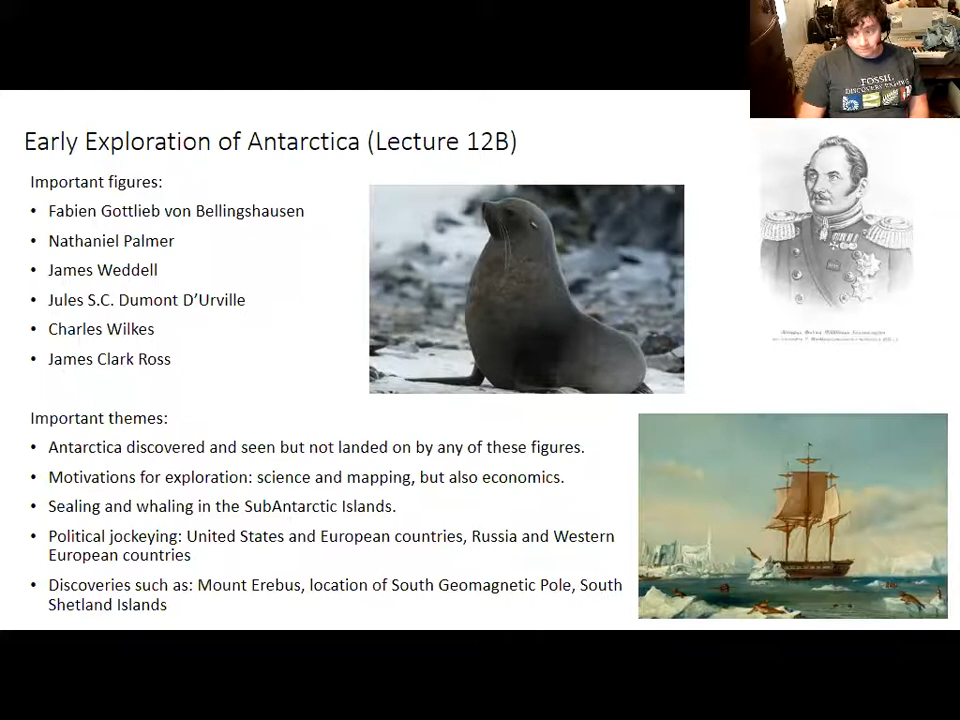 FOSSIL
Early Exploration of Antarctica (Lecture 12B)
Important figures:
• Fabien Gottlieb von Bellingshausen
• Nathaniel Palmer
• James Weddell
• Jules S.C. Dumont D’Urville
• Charles Wilkes
• James Clark Ross
Important themes:
• Antarctica discovered and seen but not landed on by any of these figures.
• Motivations for exploration: science and mapping, but also economics.
• Sealing and whaling in the SubAntarctic Islands.
• Political jockeying: United States and European countries, Russia and Western
European countries
• Discoveries such as: Mount Erebus, location of South Geomagnetic Pole, South
Shetland Islands